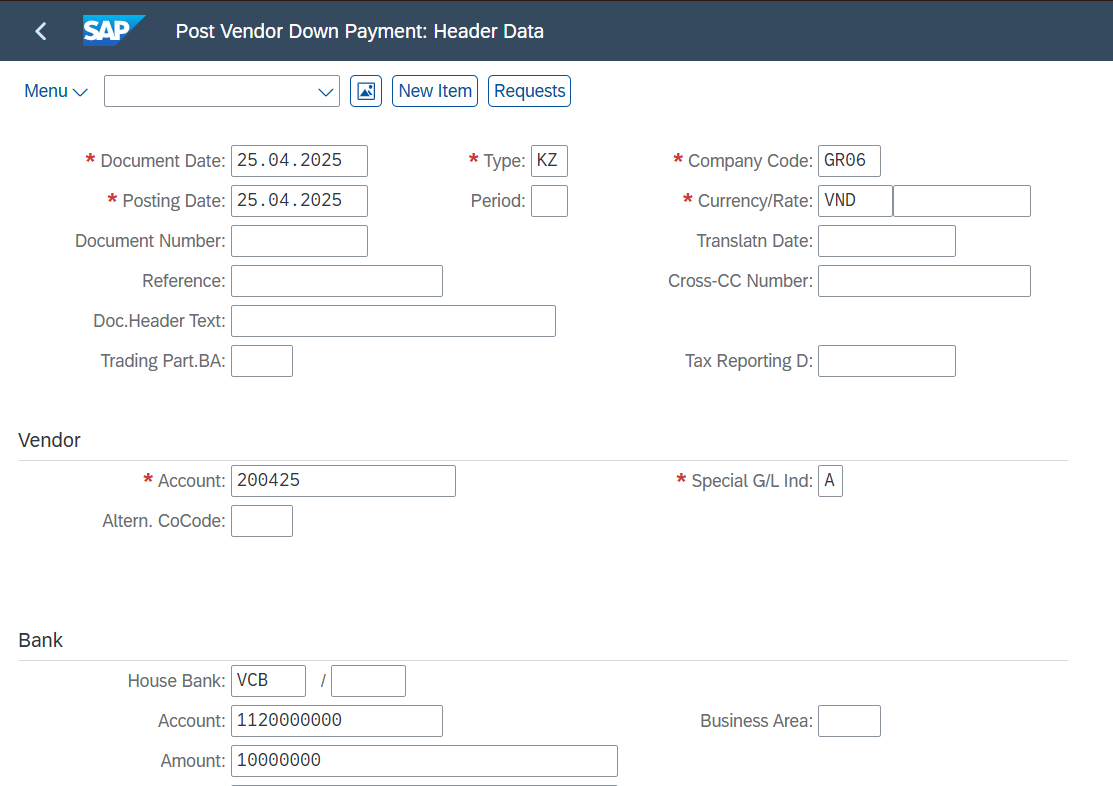 SAP Post Vendor Down Payment: Header Data
Menu New Item Requests
* Document Date: 25.04.2025 * Type: KZ * Company Code: GR06
* Posting Date: 25.04.2025 Period: * Currency/Rate: VND
Document Number: Translatn Date:
Reference: Cross-CC Number:
Doc.Header Text:
Trading Part.BA: Tax Reporting D:
Vendor
* Account: 200425 * Special G/L Ind: A
Altern. CoCode:
Bank
House Bank: VCB /
Account: 1120000000 Business Area:
Amount: 10000000